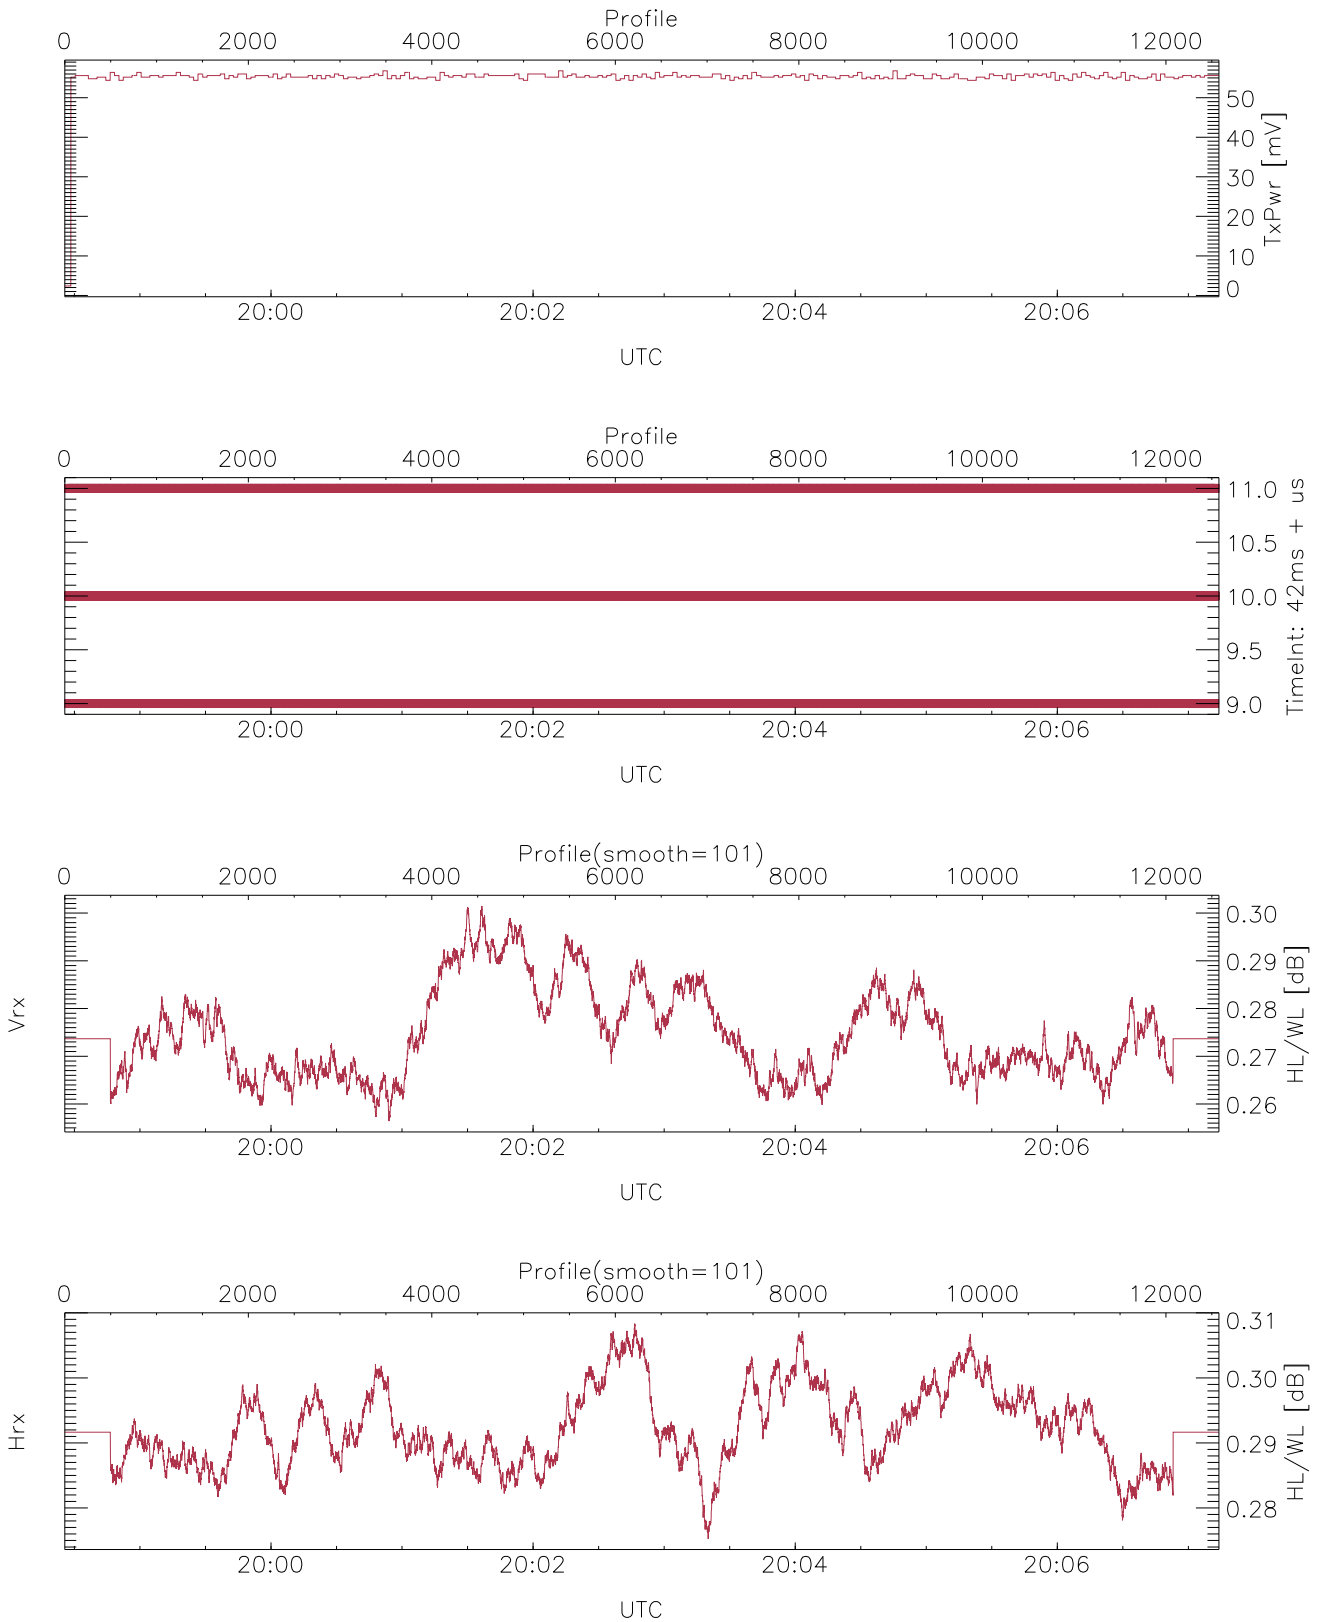 Profile
0 2000 4000 6000 8000 10000 12000
50
40
30
20
10
0
TxPwr [mV]
20:00 20:02 20:04 20:06
UTC
Profile
0 2000 4000 6000 8000 10000 12000
11.0
10.5
10.0
9.5
9.0
TimeInt: 42ms + us
20:00 20:02 20:04 20:06
UTC
Profile(smooth=101)
0 2000 4000 6000 8000 10000 12000
Vrx
0.30
0.29
0.28
0.27
0.26
HL/WL [dB]
20:00 20:02 20:04 20:06
UTC
Profile(smooth=101)
0 2000 4000 6000 8000 10000 12000
Hrx
0.31
0.30
0.29
0.28
HL/WL [dB]
20:00 20:02 20:04 20:06
UTC